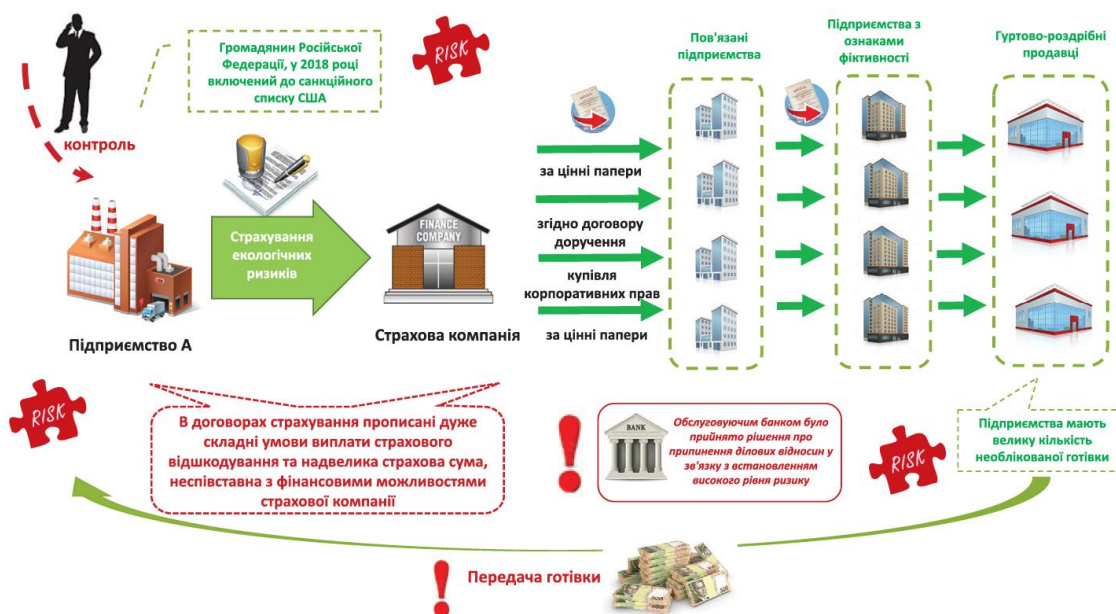 Громадянин Російської
Федерації, у 2018 році
включений до санкційного
списку США
RISK
Пов'язані
підприємства
Підприємства з
ознаками
фіктивності
Гуртово-роздрібні
продавці
контроль
Страхування
екологічних
ризиків
FINANCE
COMPANY
за цінні папери
згідно договору
доручення
купівля
корпоративних прав
за цінні папери
Підприємство А
Страхова компанія
RISK
В договорах страхування прописані дуже
складні умови виплати страхового
відшкодування та надвелика страхова сума,
неспівставна з фінансовими можливостями
страхової компанії
BANK
Обслуговуючим банком було
прийнято рішення про
припинення ділових відносин у
зв'язку з встановленням
високого рівня ризику
RISK
Підприємства мають
велику кількість
необлікованої готівки
Передача готівки